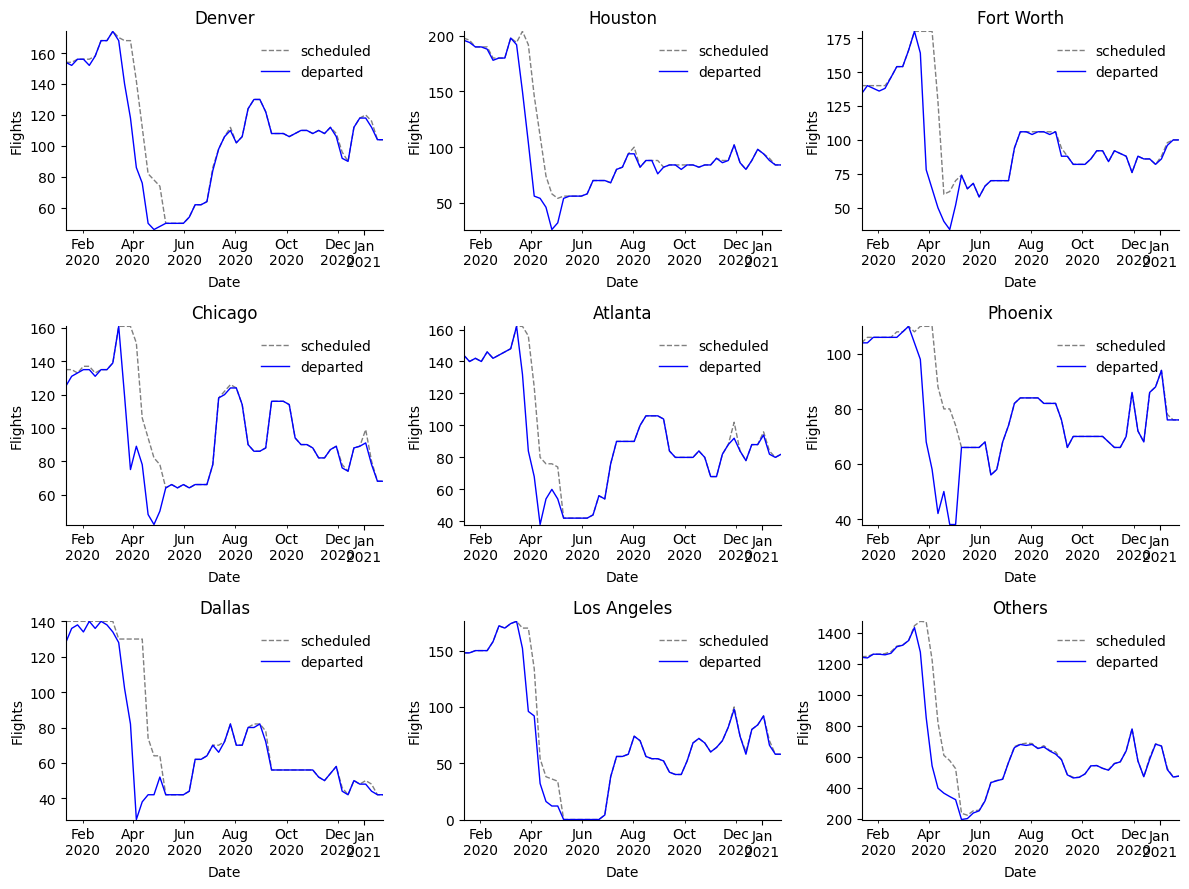 Denver
Flights
160
140
120
100
80
60
scheduled
departed
Feb
2020
Apr
2020
Jun
2020
Aug
2020
Oct
2020
Dec
2020
Jan
2021
Date
Houston
Flights
200
150
100
50
scheduled
departed
Feb
2020
Apr
2020
Jun
2020
Aug
2020
Oct
2020
Dec
2020
Jan
2021
Date
Fort Worth
Flights
175
150
125
100
75
50
scheduled
departed
Feb
2020
Apr
2020
Jun
2020
Aug
2020
Oct
2020
Dec
2020
Jan
2021
Date
Chicago
Flights
160
140
120
100
80
60
scheduled
departed
Feb
2020
Apr
2020
Jun
2020
Aug
2020
Oct
2020
Dec
2020
Jan
2021
Date
Atlanta
Flights
160
140
120
100
80
60
40
scheduled
departed
Feb
2020
Apr
2020
Jun
2020
Aug
2020
Oct
2020
Dec
2020
Jan
2021
Date
Phoenix
Flights
100
80
60
40
scheduled
departed
Feb
2020
Apr
2020
Jun
2020
Aug
2020
Oct
2020
Dec
2020
Jan
2021
Date
Dallas
Flights
140
120
100
80
60
40
scheduled
departed
Feb
2020
Apr
2020
Jun
2020
Aug
2020
Oct
2020
Dec
2020
Jan
2021
Date
Los Angeles
Flights
150
100
50
0
scheduled
departed
Feb
2020
Apr
2020
Jun
2020
Aug
2020
Oct
2020
Dec
2020
Jan
2021
Date
Others
Flights
1400
1200
1000
800
600
400
200
scheduled
departed
Feb
2020
Apr
2020
Jun
2020
Aug
2020
Oct
2020
Dec
2020
Jan
2021
Date